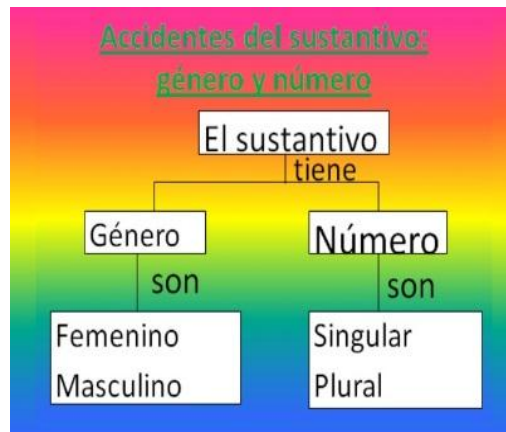 Accidentes del sustantivo:
género y número
El sustantivo
tiene
Género
Número
son
son
Femenino
Masculino
Singular
Plural